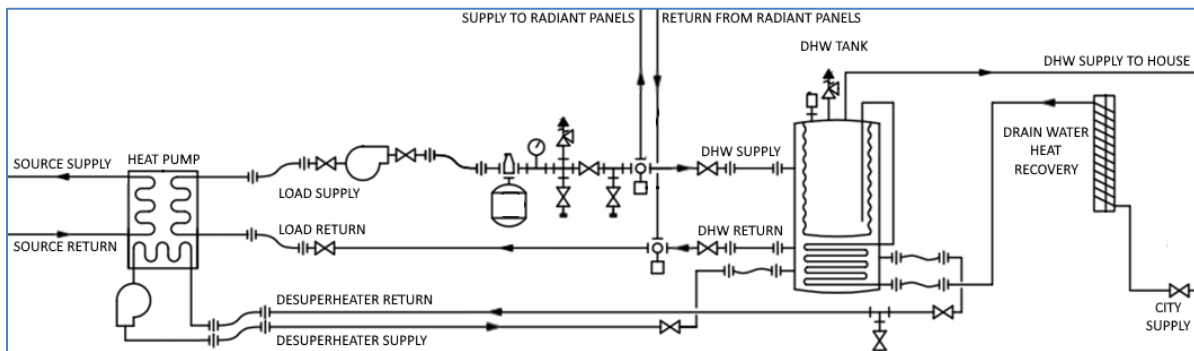 SUPPLY TO RADIANT PANELS
RETURN FROM RADIANT PANELS
DHW TANK
DHW SUPPLY TO HOUSE
SOURCE SUPPLY
HEAT PUMP
LOAD SUPPLY
DHW SUPPLY
DRAIN WATER
HEAT
RECOVERY
SOURCE RETURN
LOAD RETURN
DHW RETURN
DESUPERHEATER RETURN
DESUPERHEATER SUPPLY
CITY
SUPPLY